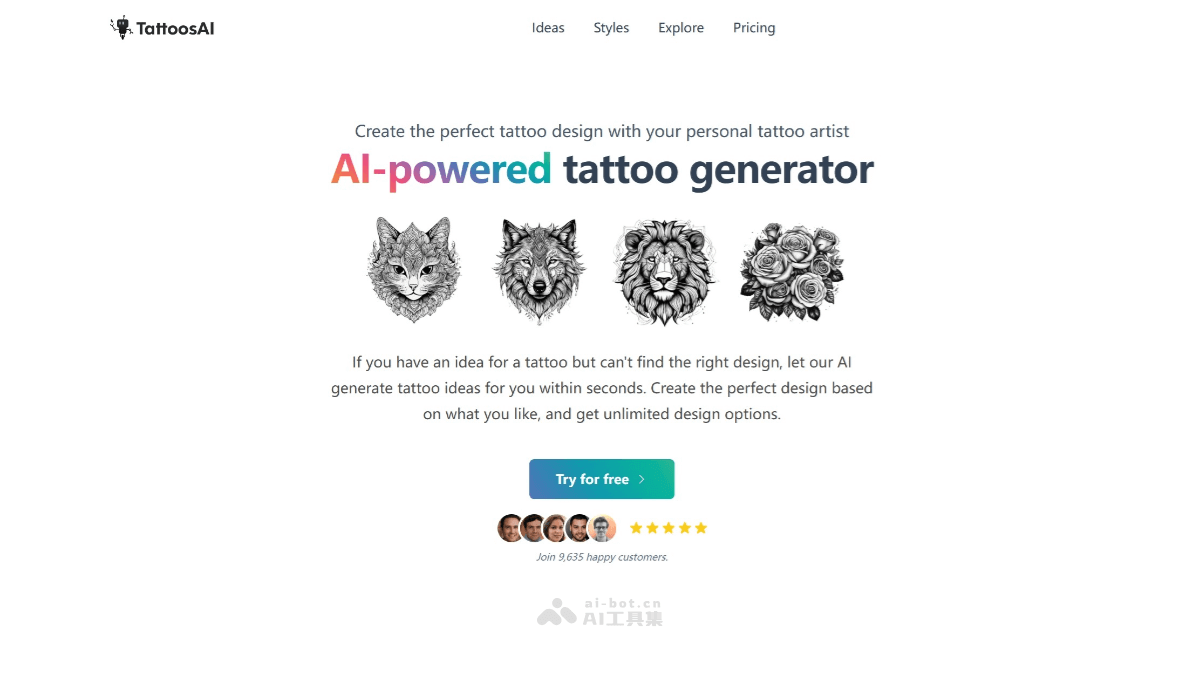 TattoosAI
Ideas
Styles
Explore
Pricing
Create the perfect tattoo design with your personal tattoo artist
AI-powered tattoo generator
If you have an idea for a tattoo but can't find the right design, let our AI
generate tattoo ideas for you within seconds. Create the perfect design based
on what you like, and get unlimited design options.
Try for free
Join 9,635 happy customers.
ai-bot.cn
AI工具集